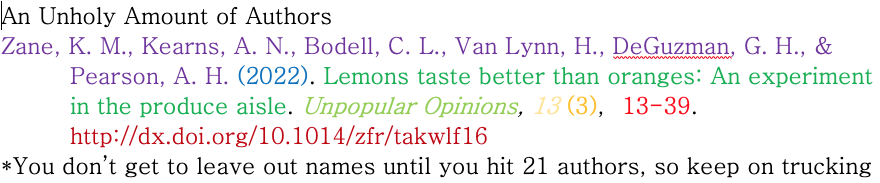 An Unholy Amount of Authors
Zane, K. M., Kearns, A. N., Bodell, C. L., Van Lynn, H., DeGuzman, G. H., &
Pearson, A. H. (2022). Lemons taste better than oranges: An experiment
in the produce aisle. Unpopular Opinions, 13 (3), 13-39.
http://dx.doi.org/10.1014/zfr/takwlf16
*You don't get to leave out names until you hit 21 authors, so keep on trucking